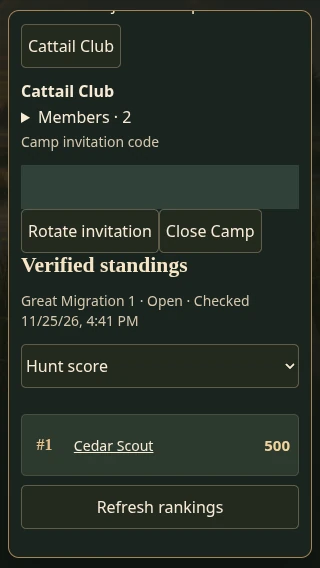 Cattail Club
Cattail Club
▶ Members · 2
Camp invitation code
Rotate invitation
Close Camp
Verified standings
Great Migration 1 · Open · Checked
11/25/26, 4:41 PM
Hunt score
#1 Cedar Scout 500
Refresh rankings